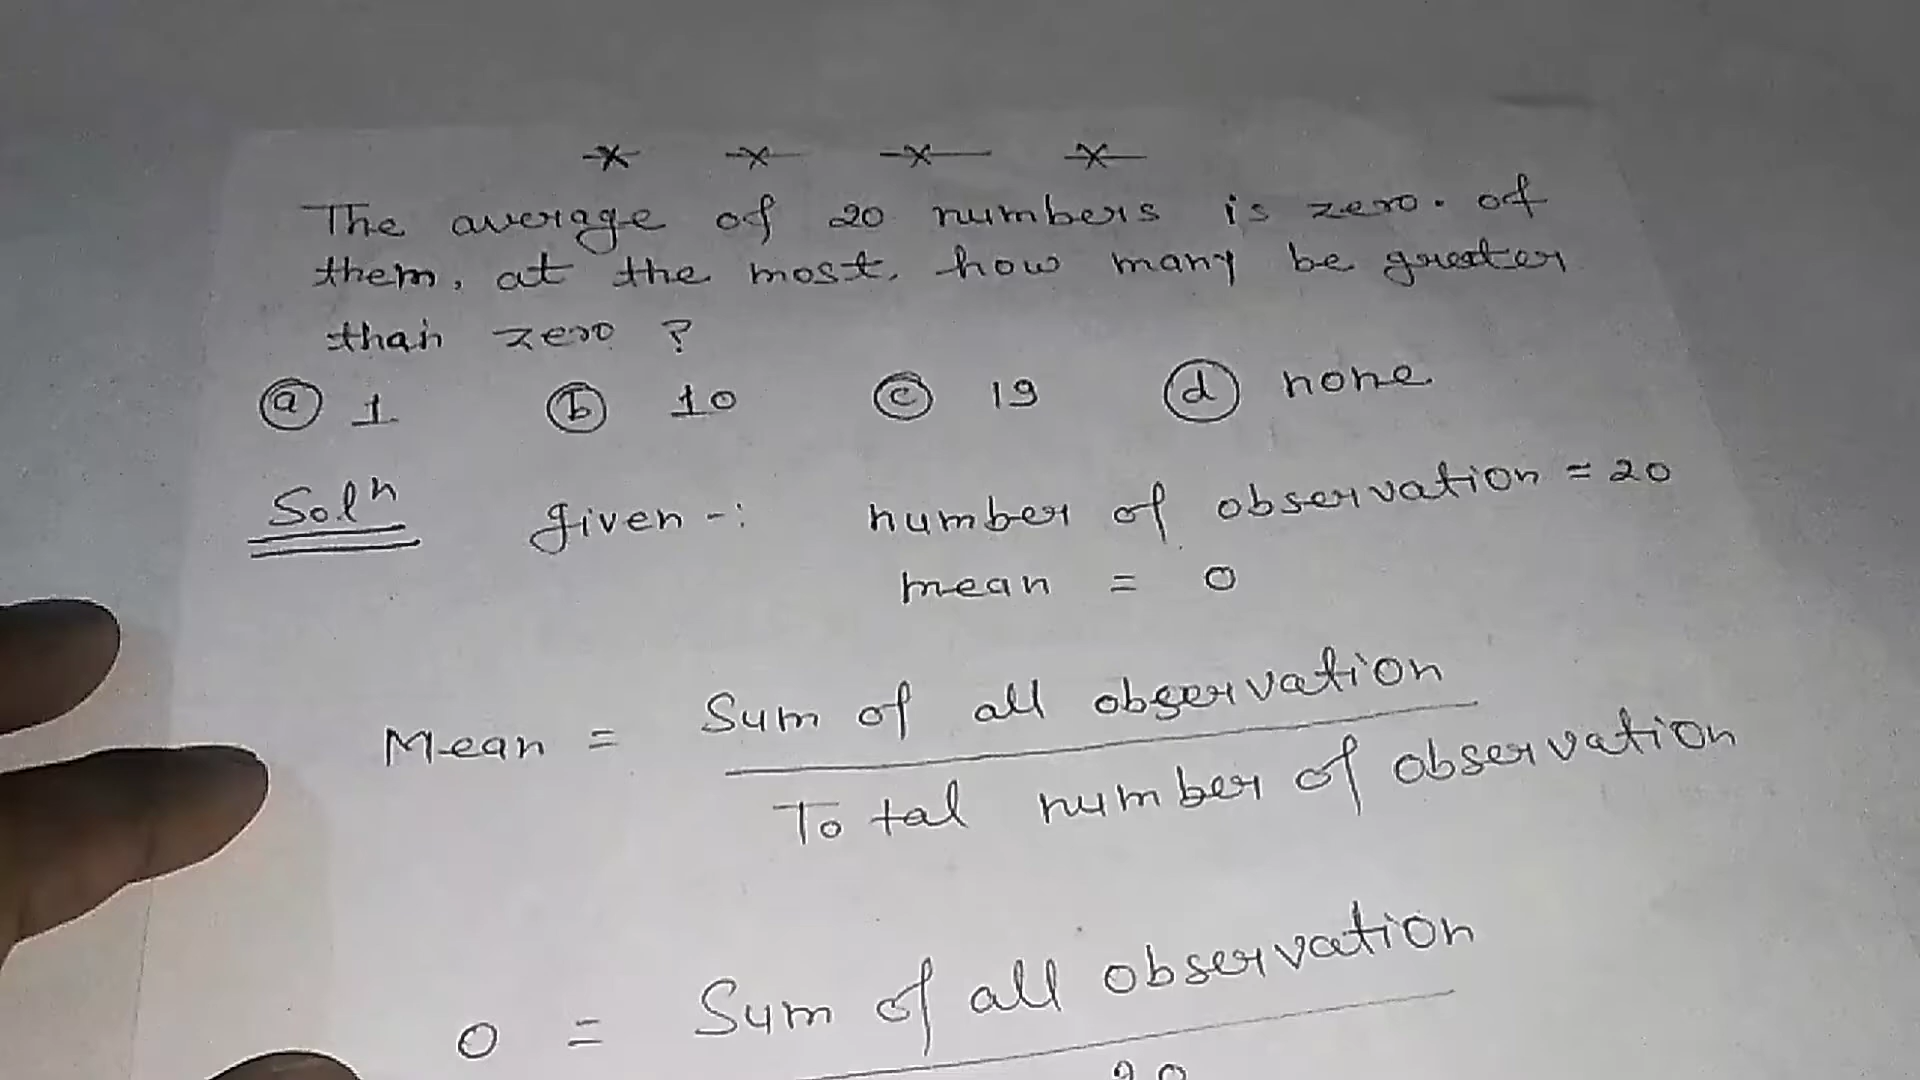 The average of 20 numbers is zero. of
them, at the most, how many be greater
than zero ?
(a) 1 (b) 10 (c) 19 (d) none
Solⁿ given -: number of observation = 20
mean = 0
Sum of all observation
Mean =
Total number of observation
Sum of all observation
0 =
20